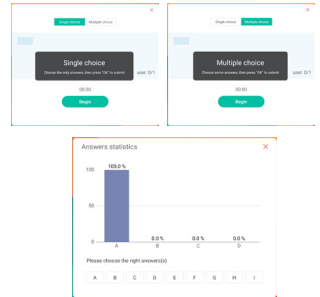 Single choice Multiple choice
Single choice
Choose the only answer, then press "OK" to submit
user: 0/1
00:00
Begin
Single choice Multiple choice
Multiple choice
Choose some answers, then press "OK" to submit
user: 0/1
00:00
Begin
Answers statistics
100
50
0
100.0 %
0.0 %
0.0 %
0.0 %
A B C D
Please choose the right answers(s)
A B C D E F G H I